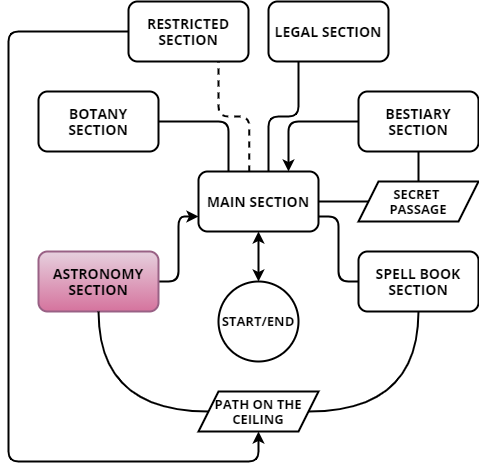 RESTRICTED
SECTION
LEGAL SECTION
BOTANY
SECTION
BESTIARY
SECTION
MAIN SECTION
SECRET
PASSAGE
ASTRONOMY
SECTION
SPELL BOOK
SECTION
START/END
PATH ON THE
CEILING